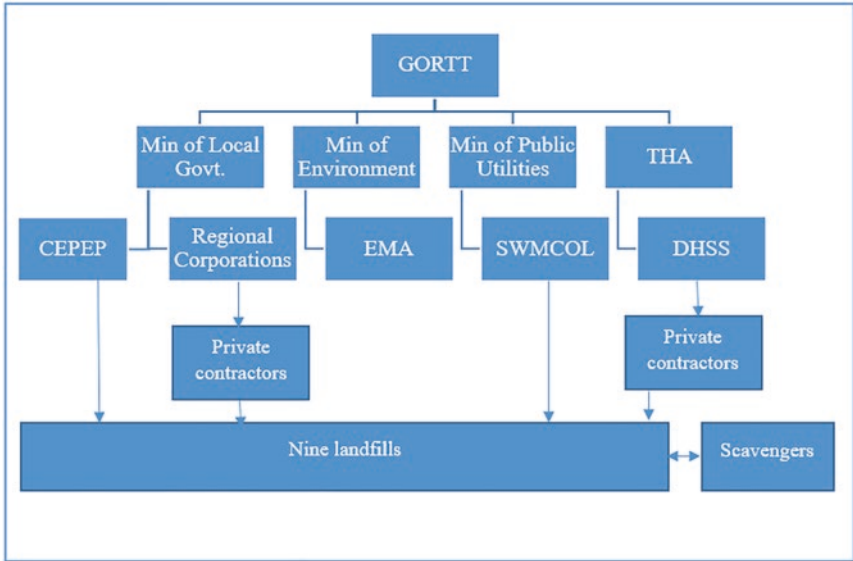 GORTT
Min of Local
Govt.
Min of
Environment
Min of Public
Utilities
THA
CEPEP
Regional
Corporations
EMA
SWMCOL
DHSS
Private
contractors
Private
contractors
Nine landfills
Scavengers